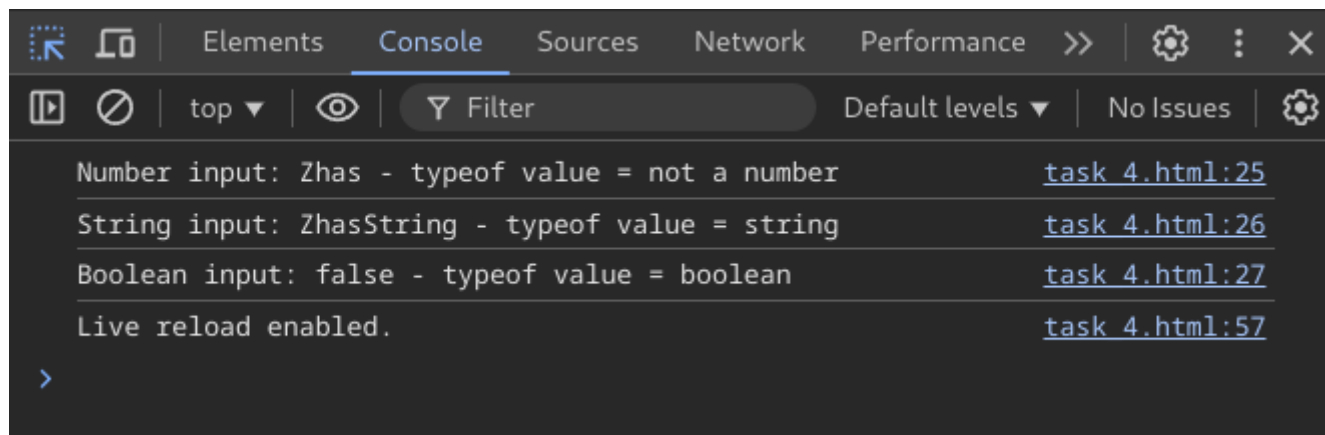 Elements Console Sources Network Performance
top Filter Default levels No Issues
Number input: Zhas - typeof value = not a number task 4.html:25
String input: ZhasString - typeof value = string task 4.html:26
Boolean input: false - typeof value = boolean task 4.html:27
Live reload enabled. task 4.html:57